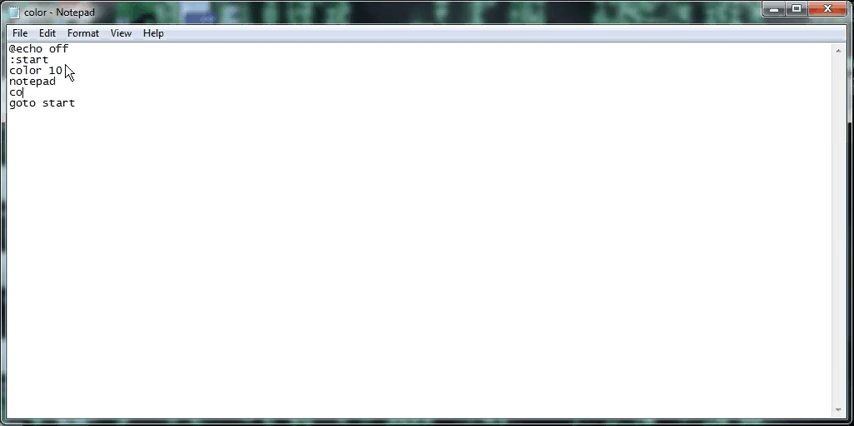 color - Notepad
File Edit Format View Help
@echo off
:start
color 10
notepad
co
goto start